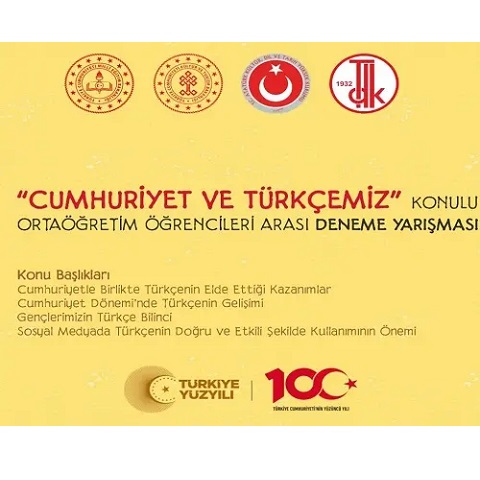 1932
TDK
"CUMHURİYET VE TÜRKÇEMİZ" KONULU
ORTAÖĞRETİM ÖĞRENCİLERİ ARASI DENEME YARIŞMASI
Konu Başlıkları
Cumhuriyetle Birlikte Türkçenin Elde Ettiği Kazanımlar
Cumhuriyet Dönemi'nde Türkçenin Gelişimi
Gençlerimizin Türkçe Bilinci
Sosyal Medyada Türkçenin Doğru ve Etkili Şekilde Kullanımının Önemi
TÜRKİYE
YÜZYILI
100
TÜRKİYE CUMHURİYETİ'NİN YÜZÜNCÜ YILI